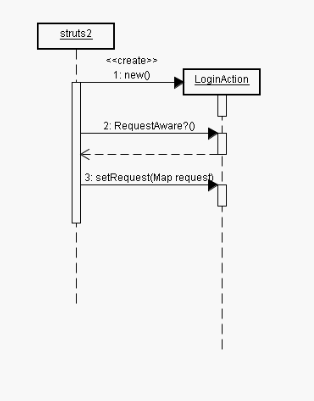 struts2
<<create>>
1: new()
LoginAction
2: RequestAware?()
3: setRequest(Map request)